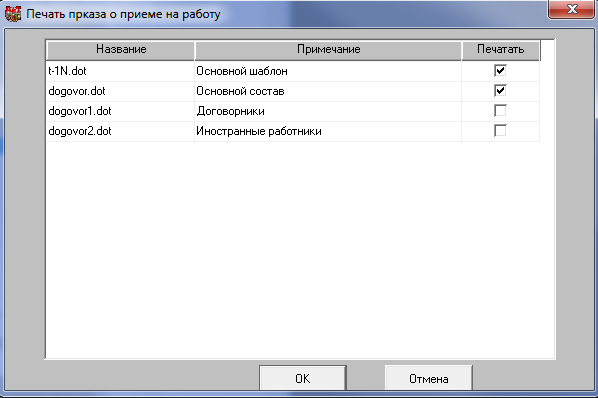 Печать прказа о приеме на работу
Название Примечание Печатать
t-1N.dot Основной шаблон
dogovor.dot Основной состав
dogovor1.dot Договорники
dogovor2.dot Иностранные работники
OK Отмена